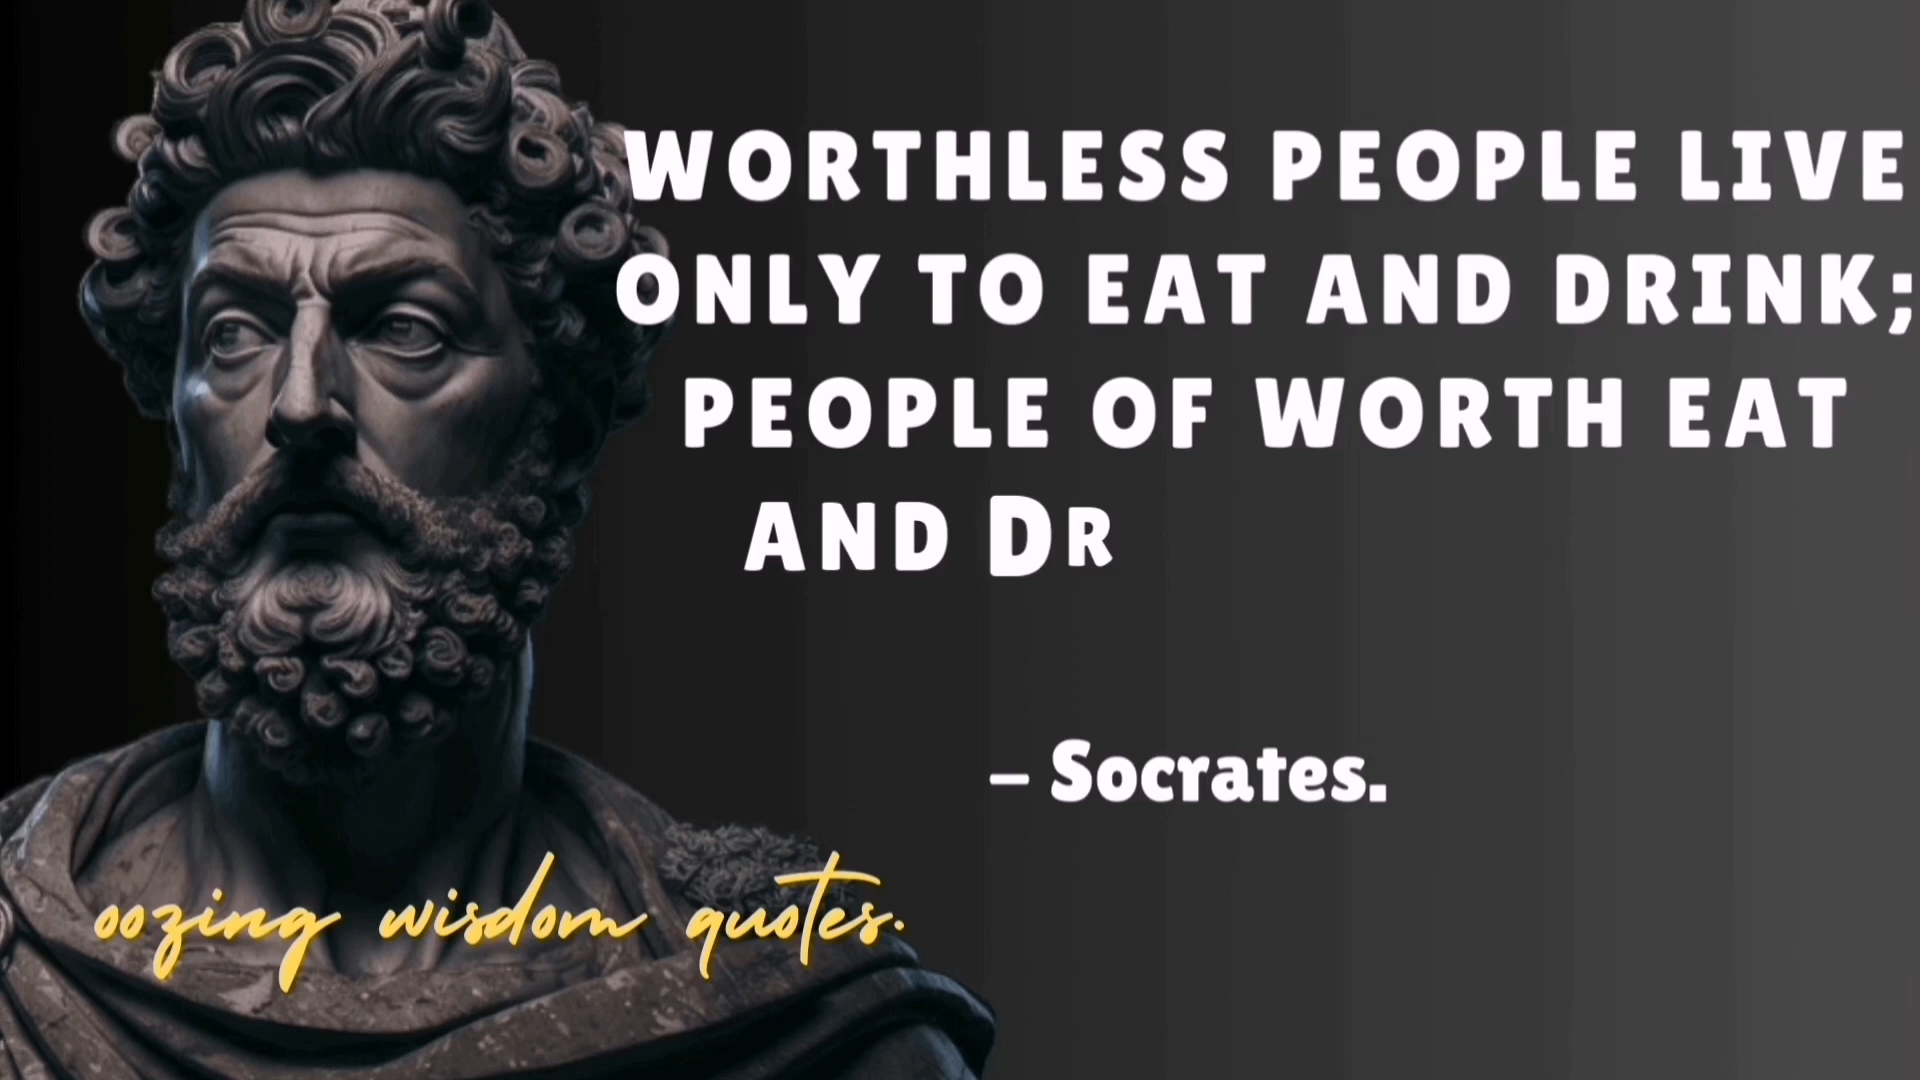 WORTHLESS PEOPLE LIVE
ONLY TO EAT AND DRINK;
PEOPLE OF WORTH EAT
AND DR
– Socrates.
oozing wisdom quotes.